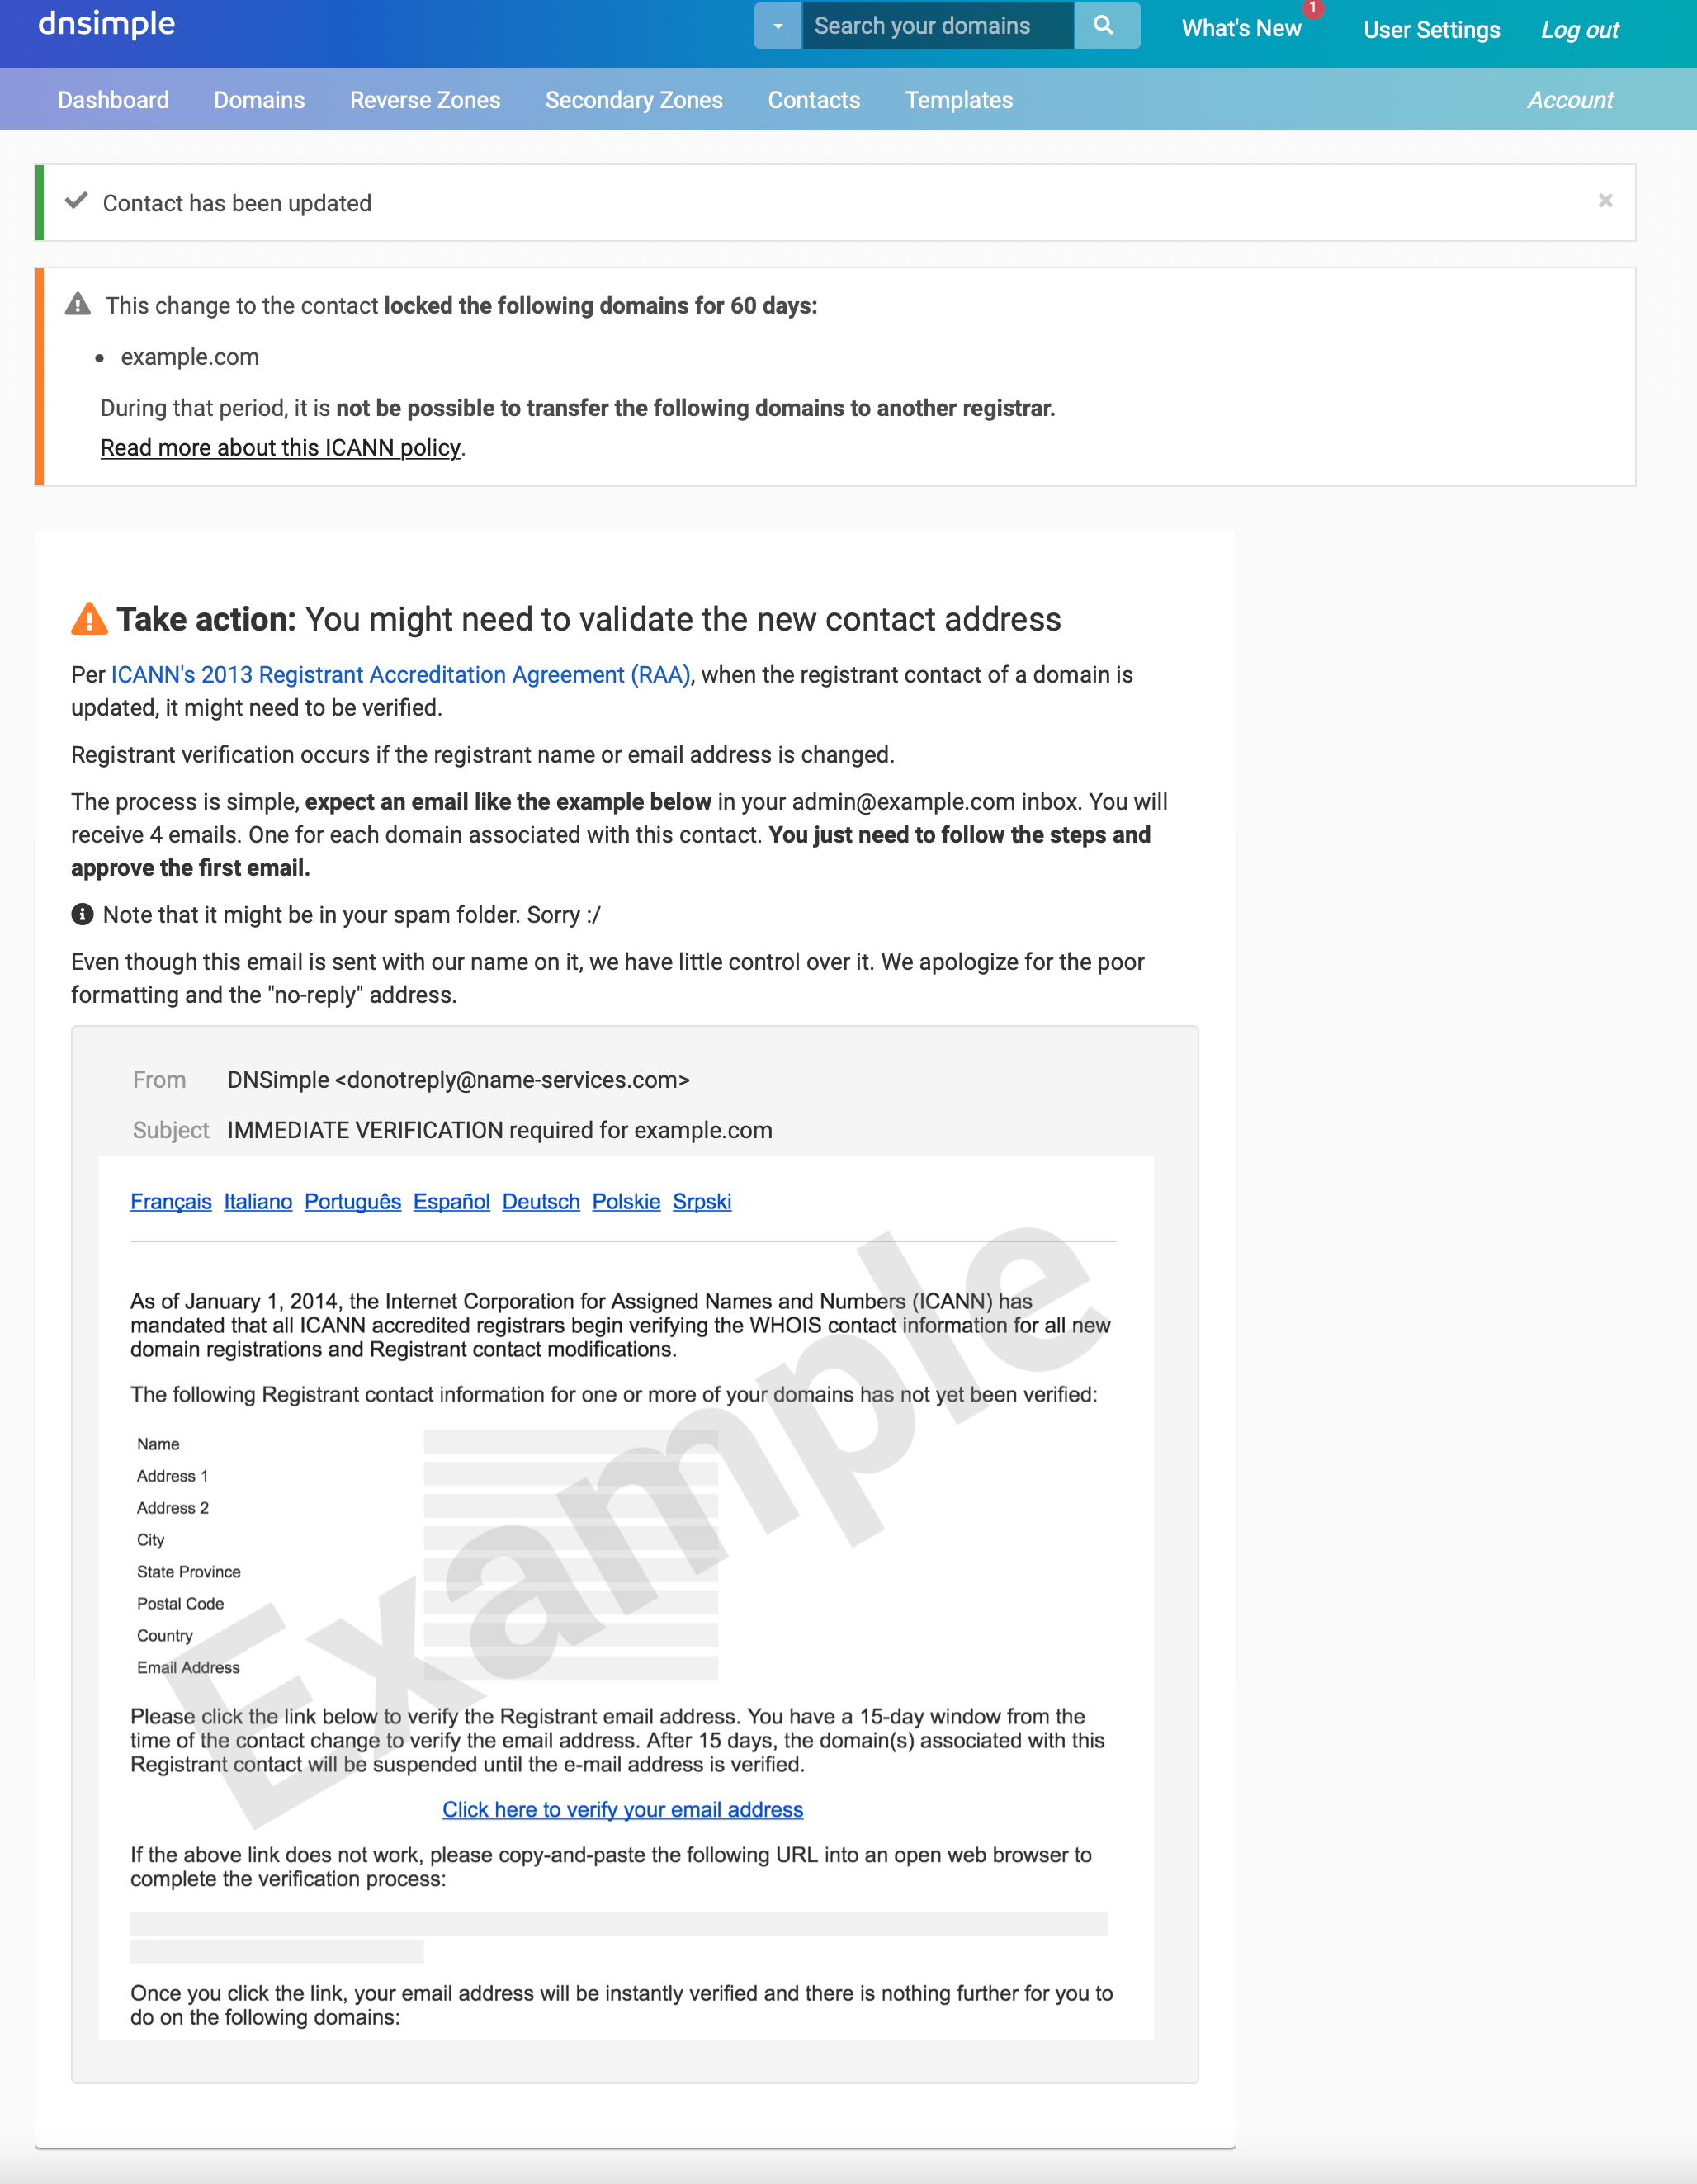 dnsimple
Search your domains
What's New
1
User Settings
Log out
Dashboard
Domains
Reverse Zones
Secondary Zones
Contacts
Templates
Account
Contact has been updated
×
This change to the contact locked the following domains for 60 days:
• example.com
During that period, it is not be possible to transfer the following domains to another registrar.
Read more about this ICANN policy.
Take action: You might need to validate the new contact address
Per ICANN's 2013 Registrant Accreditation Agreement (RAA), when the registrant contact of a domain is
updated, it might need to be verified.
Registrant verification occurs if the registrant name or email address is changed.
The process is simple, expect an email like the example below in your admin@example.com inbox. You will
receive 4 emails. One for each domain associated with this contact. You just need to follow the steps and
approve the first email.
Note that it might be in your spam folder. Sorry :/
Even though this email is sent with our name on it, we have little control over it. We apologize for the poor
formatting and the "no-reply" address.
From DNSimple <donotreply@name-services.com>
Subject IMMEDIATE VERIFICATION required for example.com
Français Italiano Português Español Deutsch Polskie Srpski
As of January 1, 2014, the Internet Corporation for Assigned Names and Numbers (ICANN) has
mandated that all ICANN accredited registrars begin verifying the WHOIS contact information for all new
domain registrations and Registrant contact modifications.
The following Registrant contact information for one or more of your domains has not yet been verified:
Name
Address 1
Address 2
City
State Province
Postal Code
Country
Email Address
Example
Please click the link below to verify the Registrant email address. You have a 15-day window from the
time of the contact change to verify the email address. After 15 days, the domain(s) associated with this
Registrant contact will be suspended until the e-mail address is verified.
Click here to verify your email address
If the above link does not work, please copy-and-paste the following URL into an open web browser to
complete the verification process:
Once you click the link, your email address will be instantly verified and there is nothing further for you to
do on the following domains: